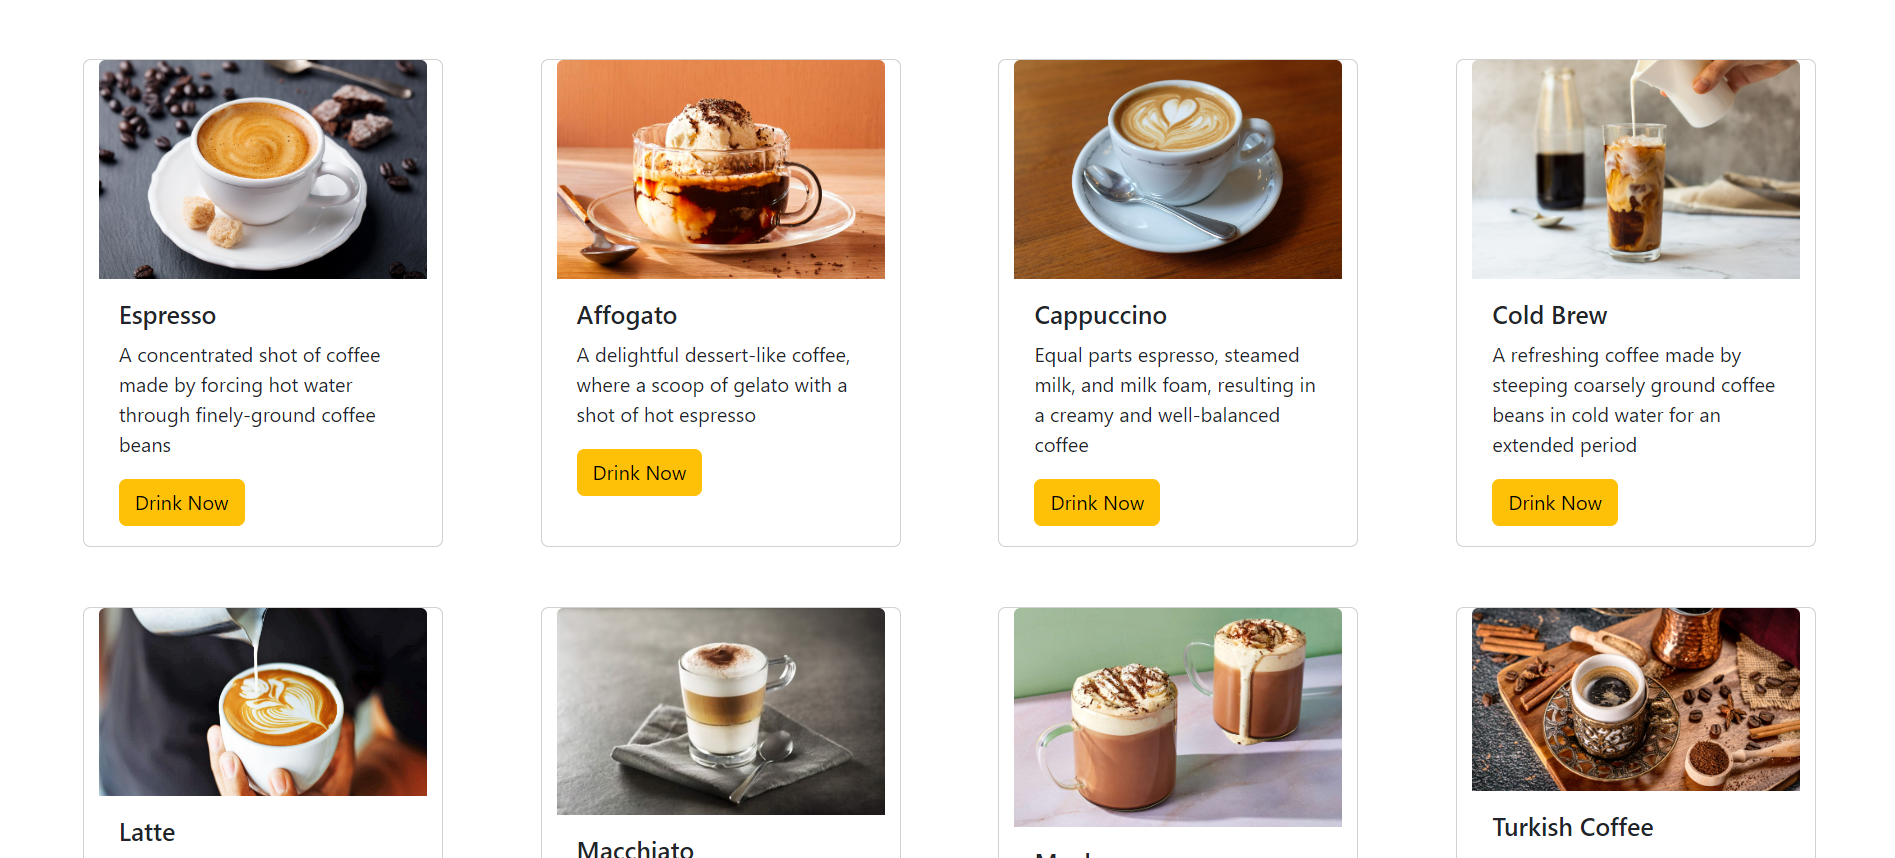 Espresso
A concentrated shot of coffee
made by forcing hot water
through finely-ground coffee
beans
Drink Now
Affogato
A delightful dessert-like coffee,
where a scoop of gelato with a
shot of hot espresso
Drink Now
Cappuccino
Equal parts espresso, steamed
milk, and milk foam, resulting in
a creamy and well-balanced
coffee
Drink Now
Cold Brew
A refreshing coffee made by
steeping coarsely ground coffee
beans in cold water for an
extended period
Drink Now
Latte
Macchiato
Turkish Coffee